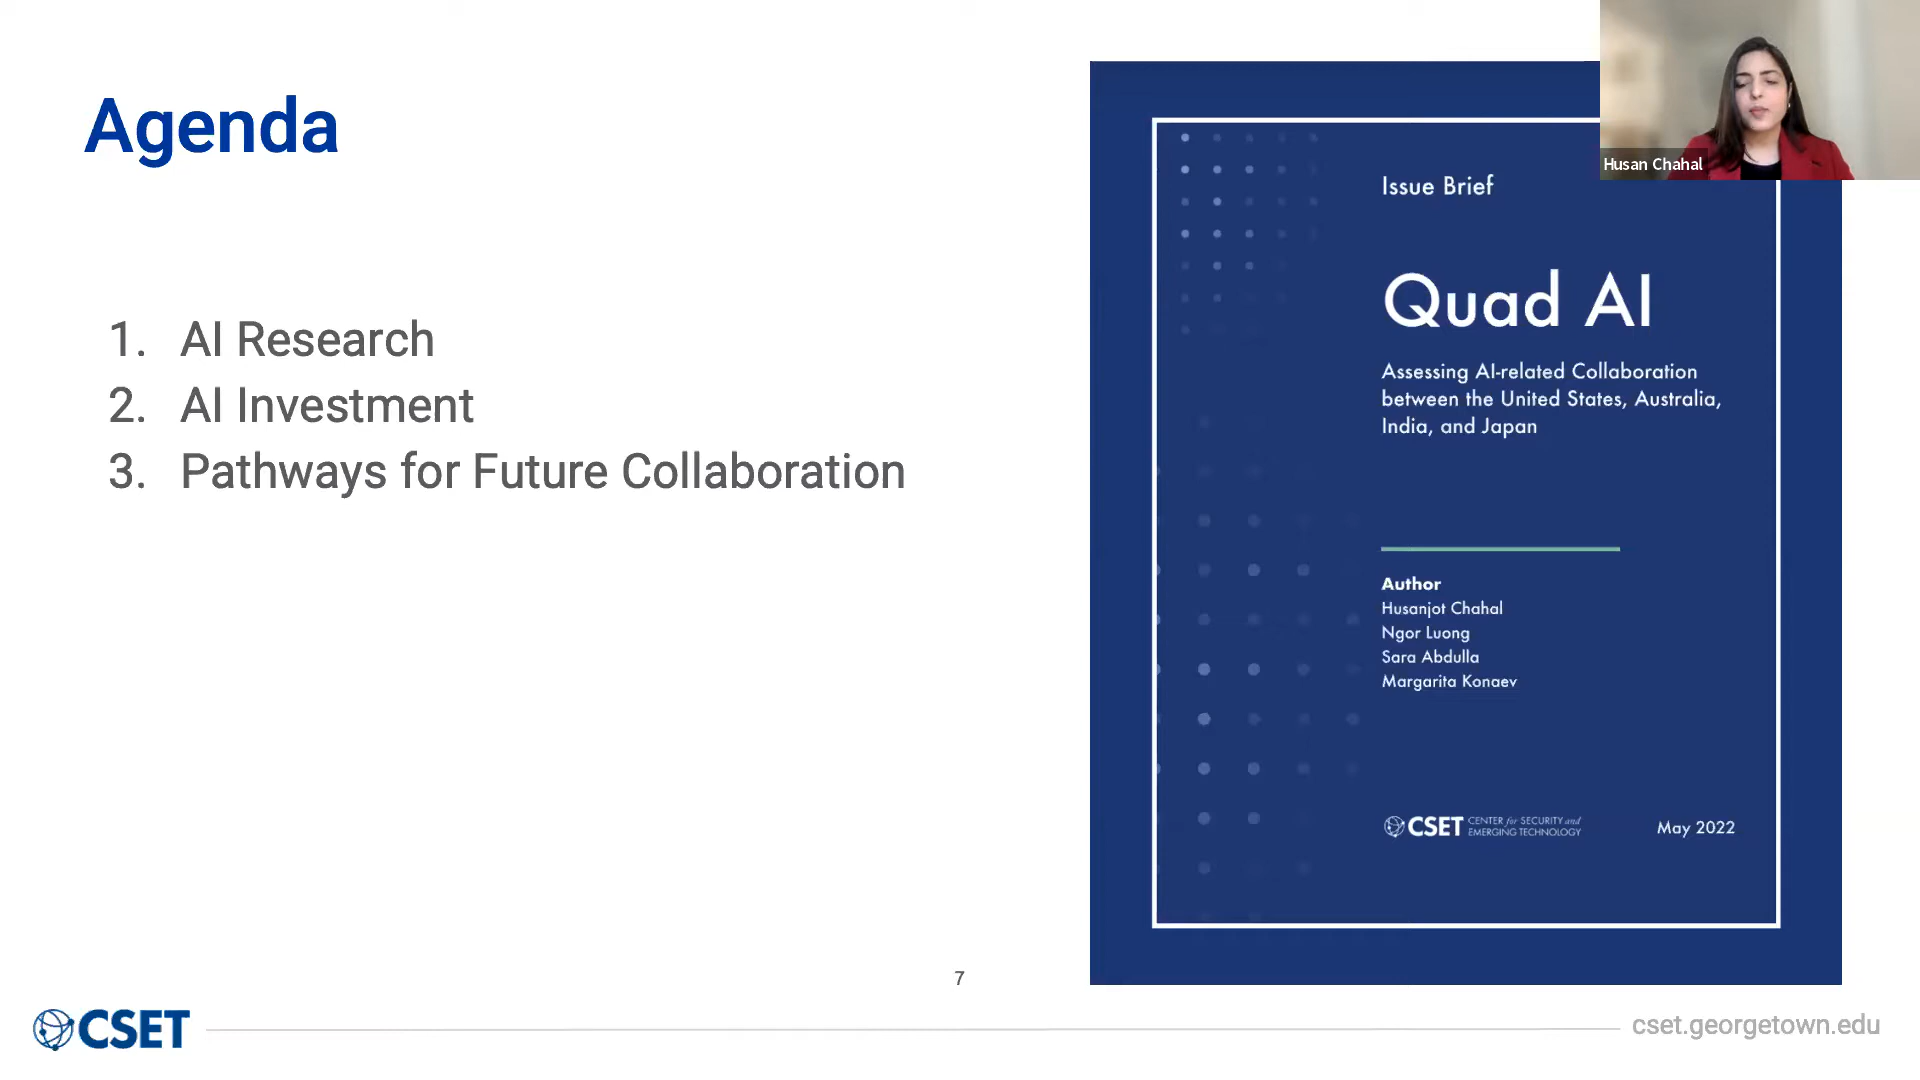 Agenda
1. AI Research
2. AI Investment
3. Pathways for Future Collaboration
Husan Chahal
Issue Brief
Quad AI
Assessing AI-related Collaboration
between the United States, Australia,
India, and Japan
Author
Husanjot Chahal
Ngor Luong
Sara Abdulla
Margarita Konaev
CSET CENTER for SECURITY and
EMERGING TECHNOLOGY
May 2022
7
CSET
cset.georgetown.edu